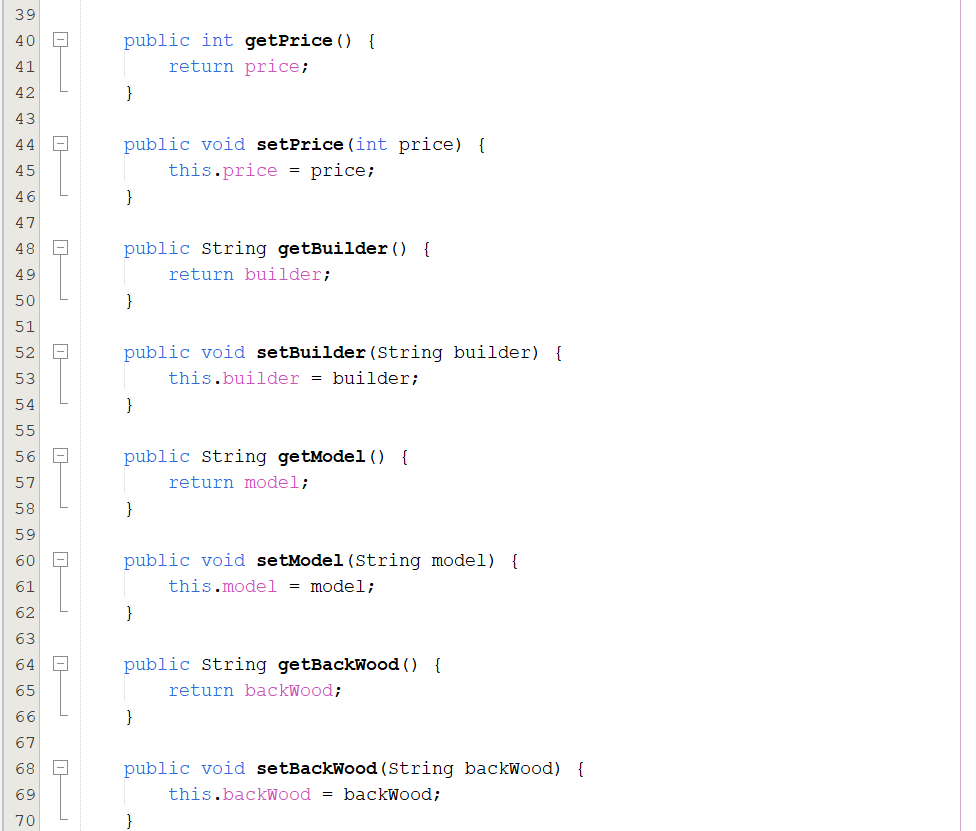 39
40 public int getPrice() {
41 return price;
42 }
43
44 public void setPrice(int price) {
45 this.price = price;
46 }
47
48 public String getBuilder() {
49 return builder;
50 }
51
52 public void setBuilder(String builder) {
53 this.builder = builder;
54 }
55
56 public String getModel() {
57 return model;
58 }
59
60 public void setModel(String model) {
61 this.model = model;
62 }
63
64 public String getBackWood() {
65 return backWood;
66 }
67
68 public void setBackWood(String backWood) {
69 this.backWood = backWood;
70 }